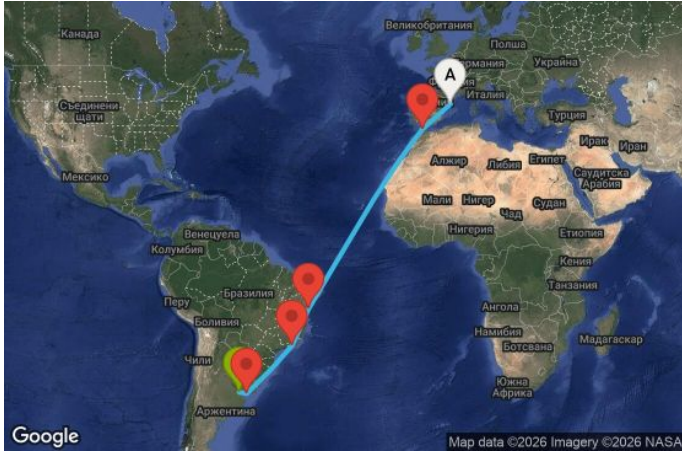 Великобритания
Канада
Полша
Германия
Украйна
Съединени
щати
Италия
Турция
Ирак
Иран
Алжир
Либия
Египет
Саудитска
Арабия
Мексико
Мали
Нигер
Чад
Судан
Венецуела
Нигерия
Етиопия
Колумбия
Кения
Танзания
Перу
Бразилия
Ангола
Боливия
Намибия
Ботсвана
Мадагаскар
Чили
Южна
Африка
Аржентина
A
Google
Map data ©2026 Imagery ©2026 NASA